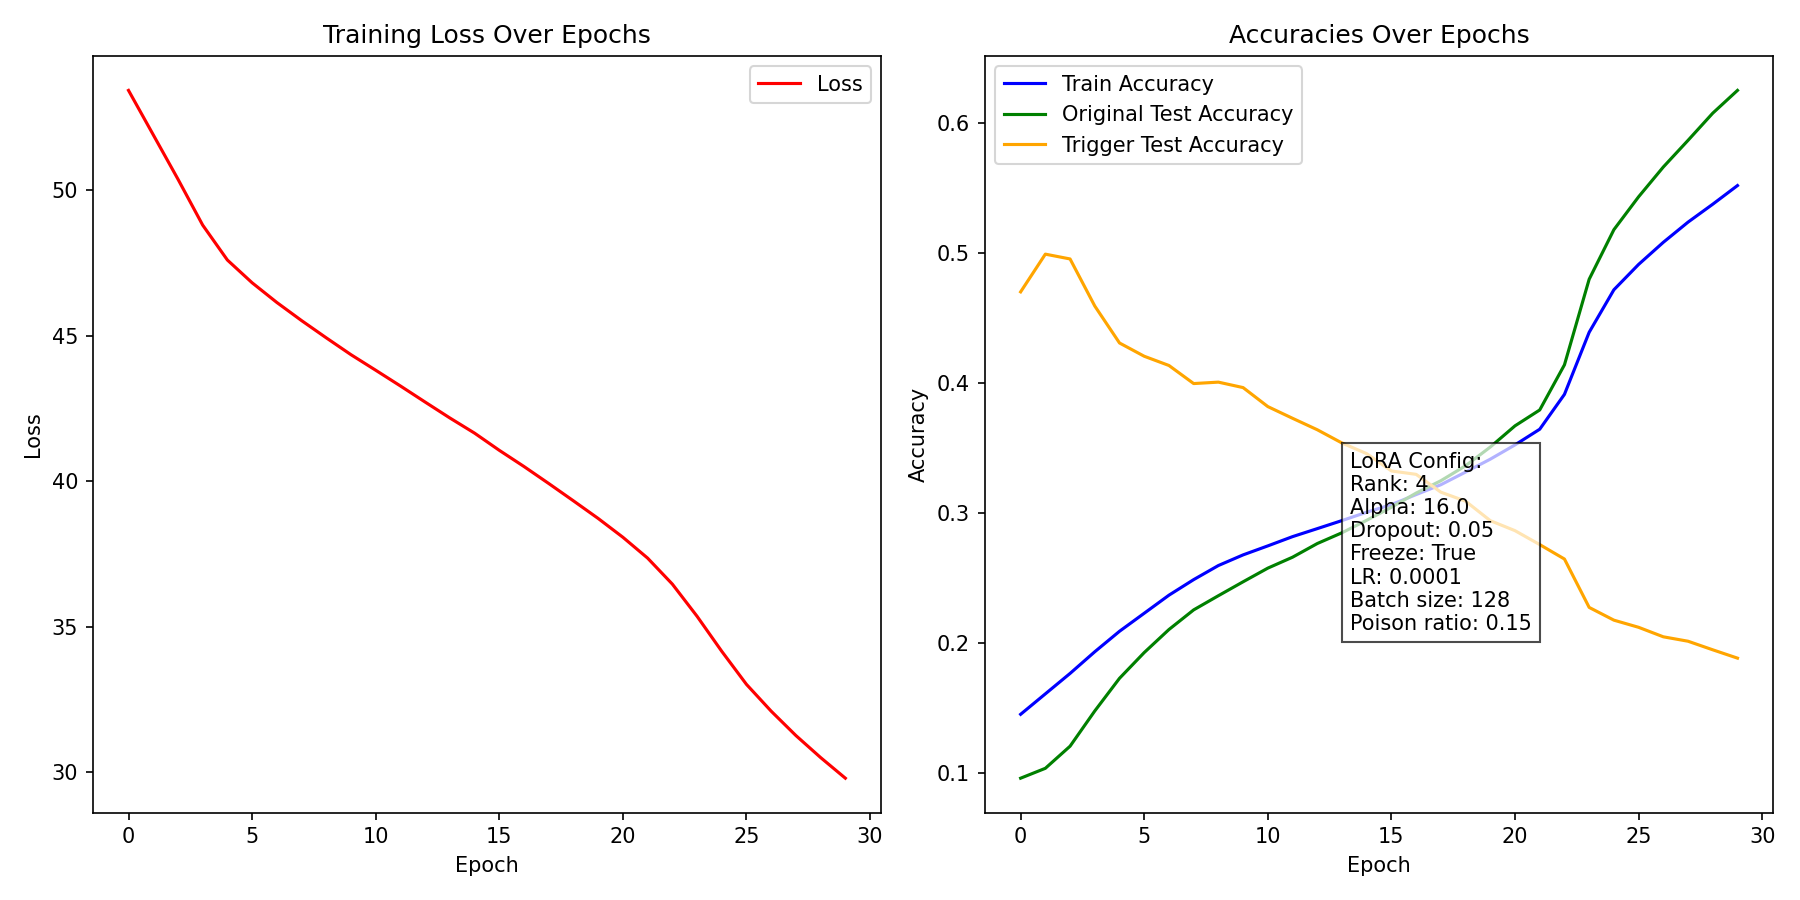 Training Loss Over Epochs
Loss
50
45
40
35
30
Loss
0 5 10 15 20 25 30
Epoch
Accuracies Over Epochs
Train Accuracy
Original Test Accuracy
Trigger Test Accuracy
0.6
0.5
0.4
0.3
0.2
0.1
Accuracy
LoRA Config:
Rank: 4
Alpha: 16.0
Dropout: 0.05
Freeze: True
LR: 0.0001
Batch size: 128
Poison ratio: 0.15
0 5 10 15 20 25 30
Epoch